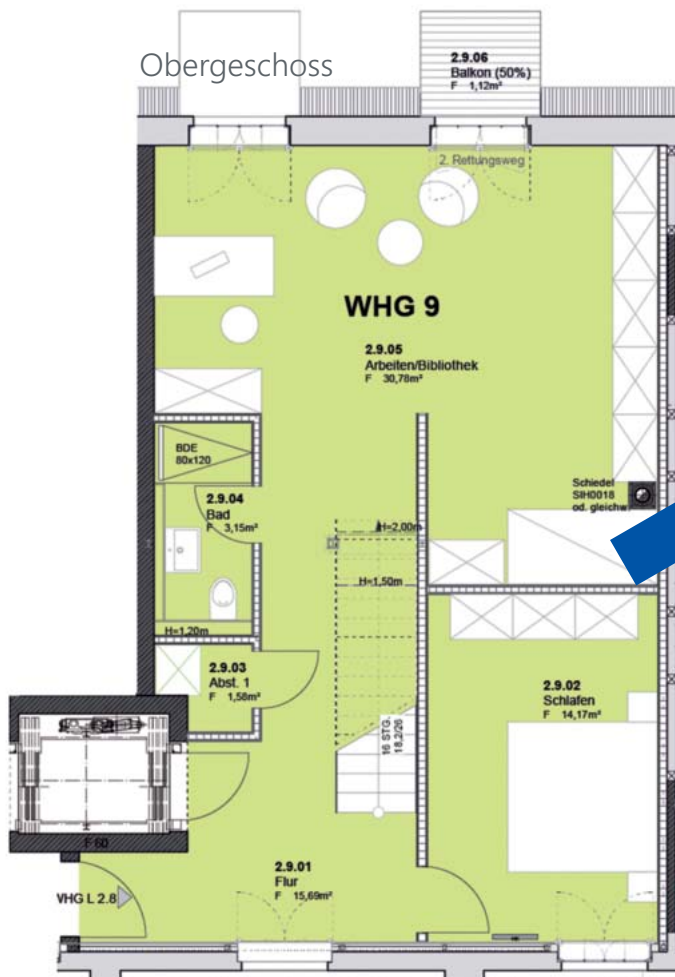 Obergeschoss
2.9.06
Balkon (50%)
F 1,12m²
2. Rettungsweg
WHG 9
2.9.05
Arbeiten/Bibliothek
F 30,78m²
BDE
80x120
Schiedel
SIH0018
od. gleichw.
2.9.04
Bad
F 3,15m²
H=2,00m
H=1,50m
H=1,20m
2.9.03
Abst. 1
F 1,58m²
2.9.02
Schlafen
F 14,17m²
16 STG.
18,2/26
F 60
2.9.01
Flur
F 15,69m²
WHG L 2.8